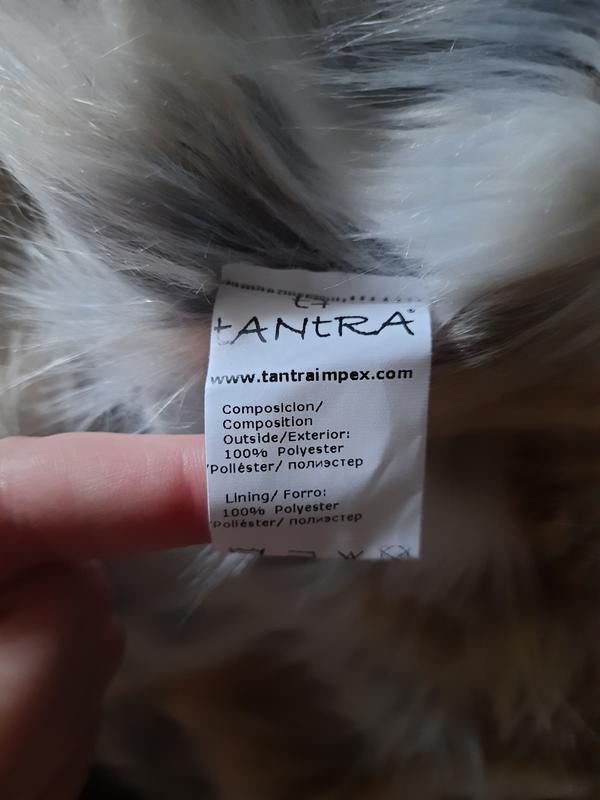 tANtRA®
www.tantraimpex.com
Composicion/
Composition
Outside/Exterior:
100% Polyester
/Poliéster/ полиэстер
Lining/ Forro:
100% Polyester
/Poliéster/ полиэстер